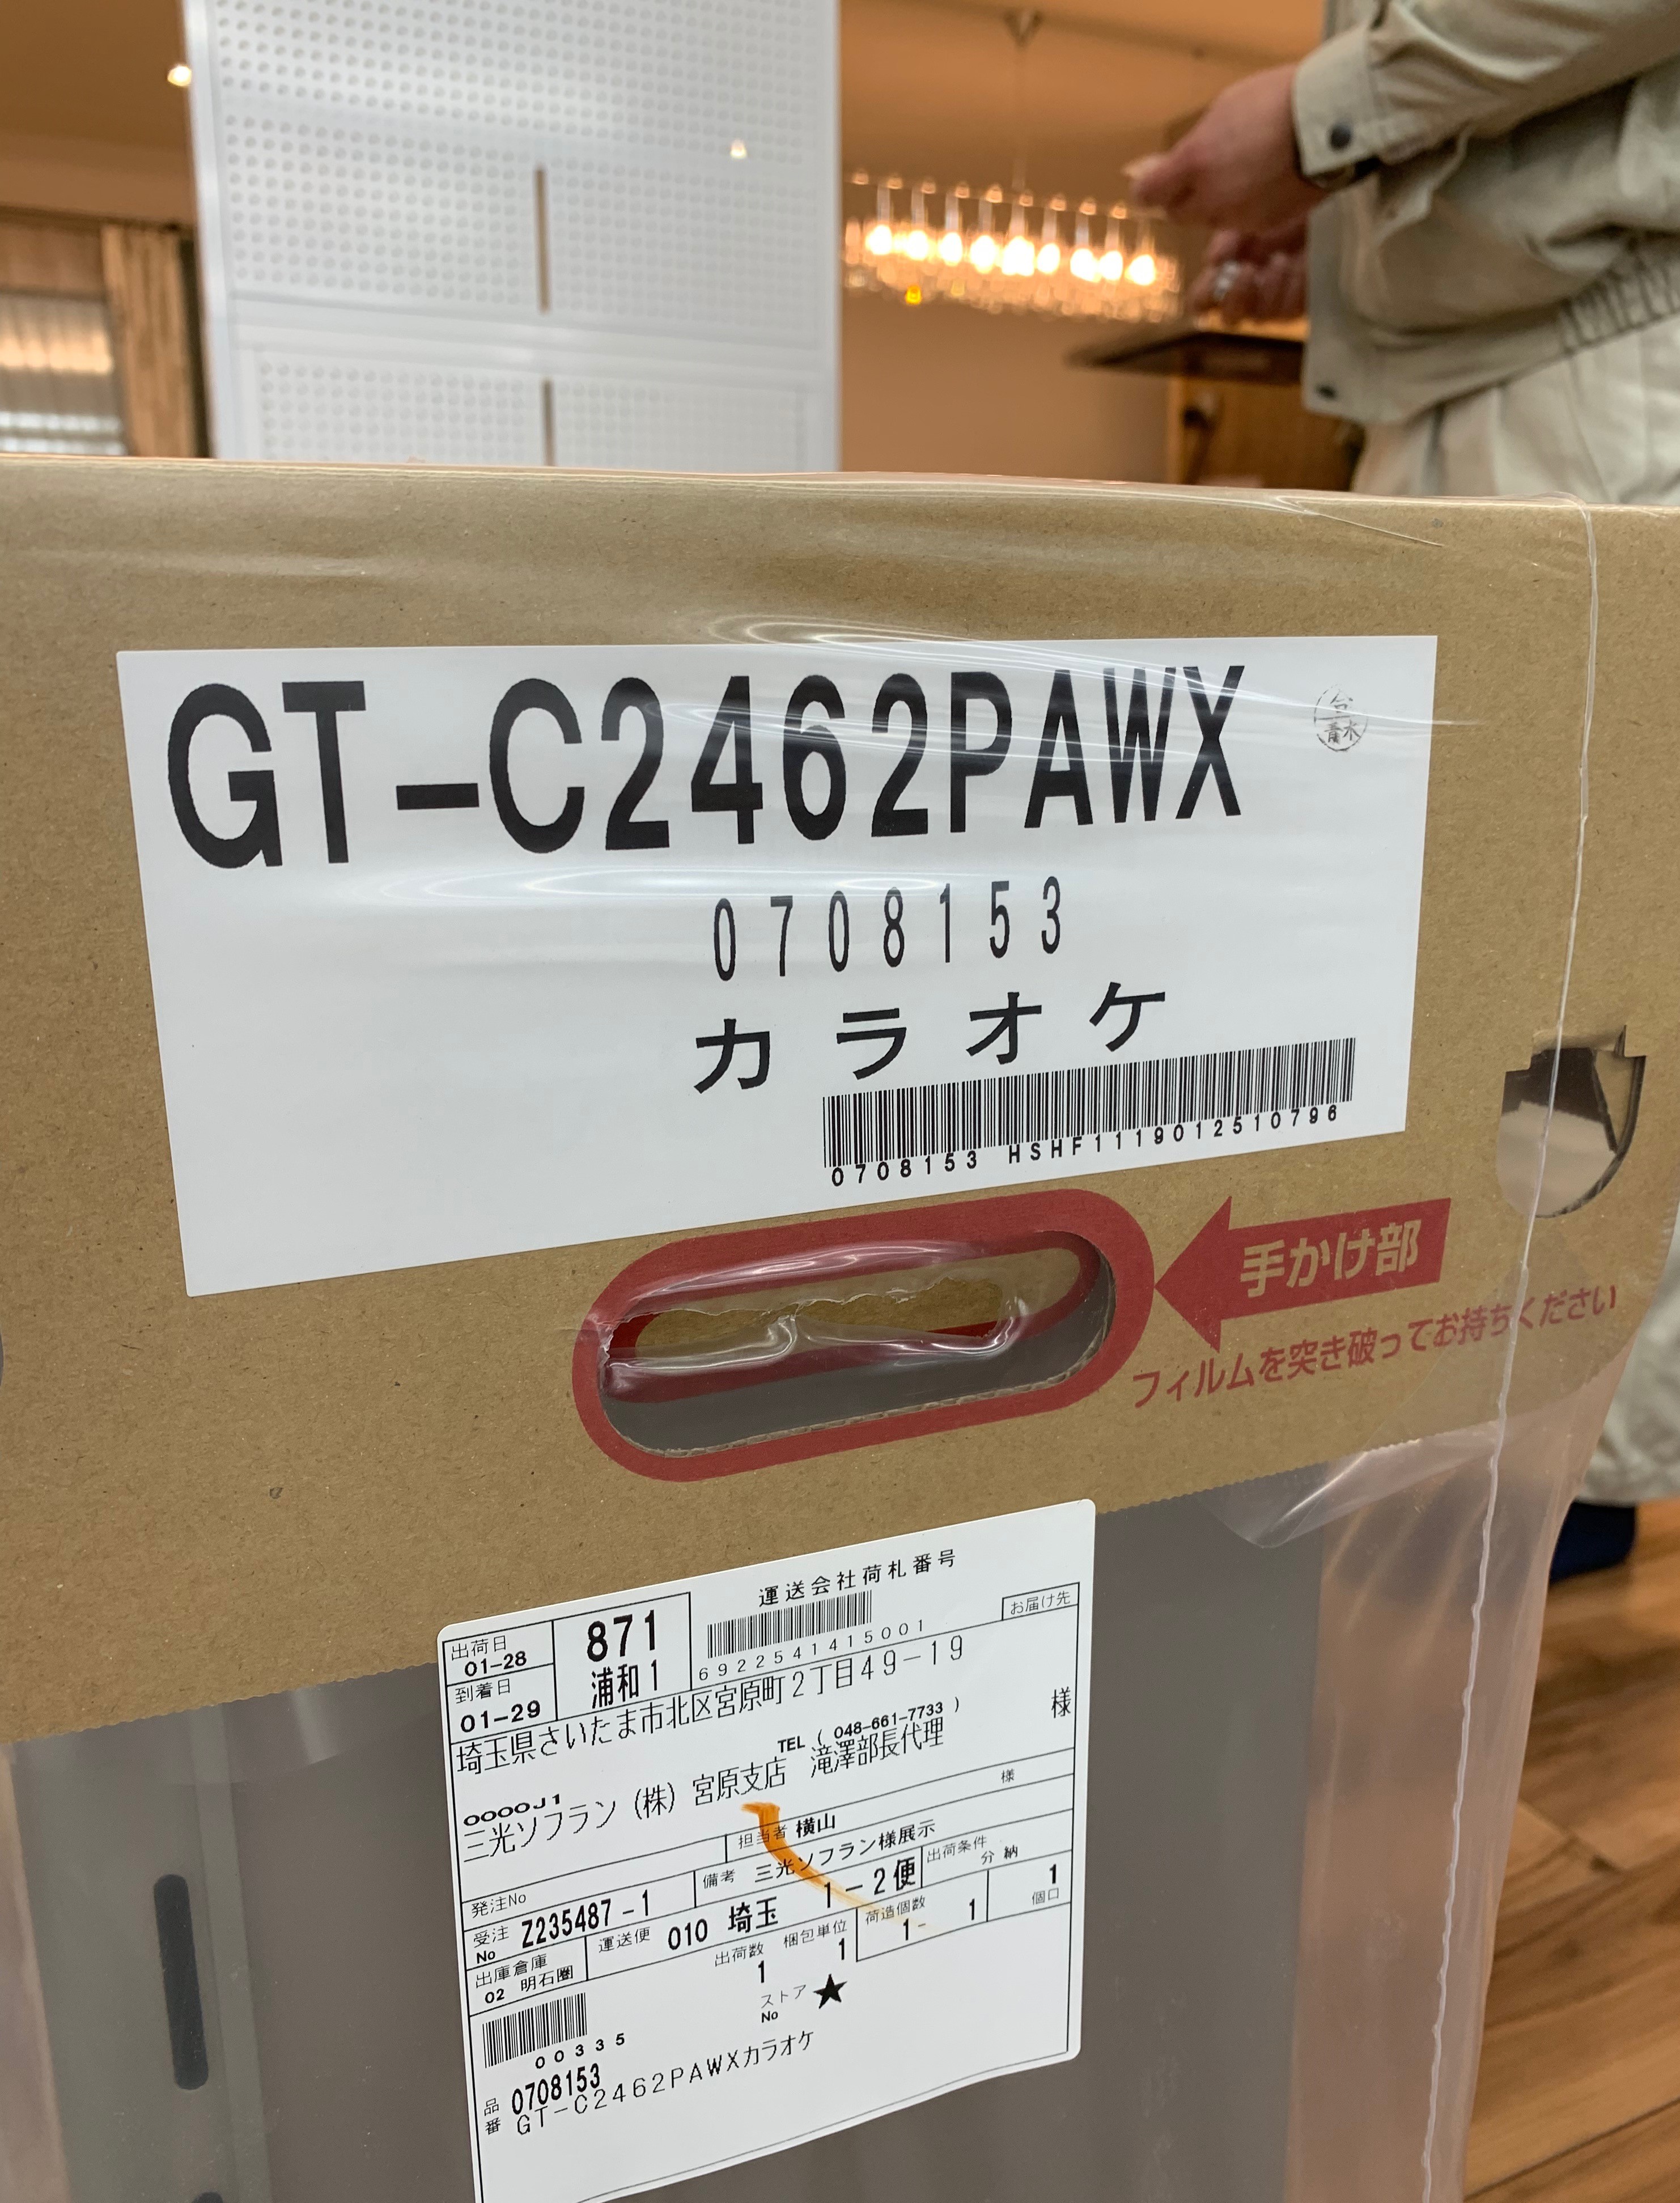 GT-C2462PAWX
0708153
カラオケ
0708153 HSHF1119012510796
手かけ部
フィルムを突き破ってお持ちください
運送会社荷札番号
出荷日
01-28
871
浦和1
692254141​5001
お届け先
到着日
01-29
埼玉県さいたま市北区宮原町2丁目49-19
TEL ( 048-661-7733 )
様
0000J1
三光ソフラン(株) 宮原支店 滝澤部長代理
様
発注No
担当者 横山
受注No Z235487-1
備考 三光ソフラン様展示
出庫倉庫
02 明石圏
運送便 010 埼玉 1-2便
出荷条件
分納
出荷数
1
梱包単位
1
荷造個数
1- 1
1
個口
00335
ストアNo ★
品番 0708153
GT-C2462PAWXカラオケ